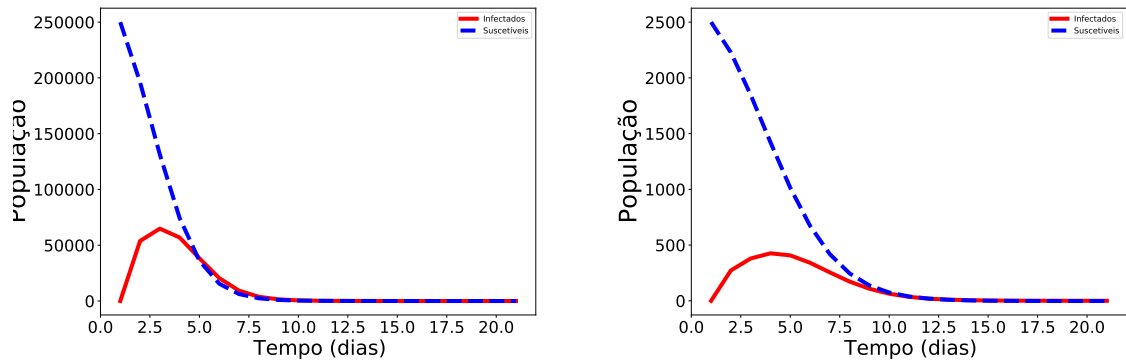 250000
200000
150000
100000
50000
0
População
0.0 2.5 5.0 7.5 10.0 12.5 15.0 17.5 20.0
Tempo (dias)
Infectados
Suscetíveis
2500
2000
1500
1000
500
0
População
0.0 2.5 5.0 7.5 10.0 12.5 15.0 17.5 20.0
Tempo (dias)
Infectados
Suscetíveis